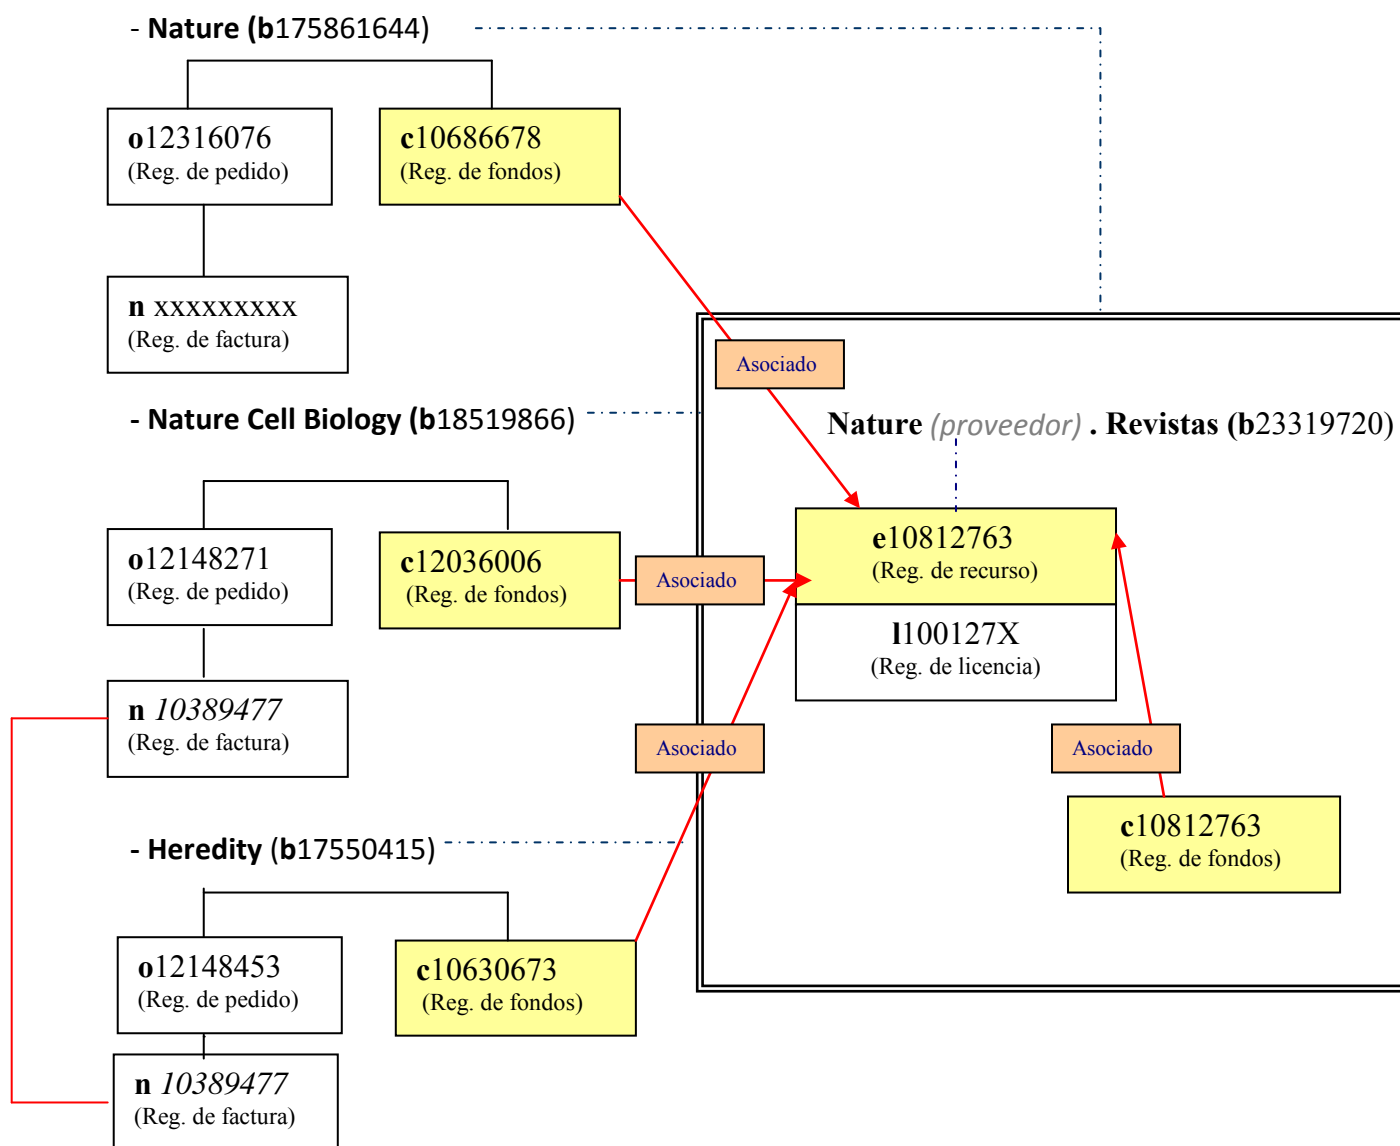 - Nature (b175861644)
o12316076
(Reg. de pedido)
c10686678
(Reg. de fondos)
n xxxxxxxxx
(Reg. de factura)
Asociado
- Nature Cell Biology (b18519866)
Nature (proveedor) . Revistas (b23319720)
o12148271
(Reg. de pedido)
c12036006
(Reg. de fondos)
Asociado
e10812763
(Reg. de recurso)
l100127X
(Reg. de licencia)
n 10389477
(Reg. de factura)
Asociado
Asociado
c10812763
(Reg. de fondos)
- Heredity (b17550415)
o12148453
(Reg. de pedido)
c10630673
(Reg. de fondos)
n 10389477
(Reg. de factura)